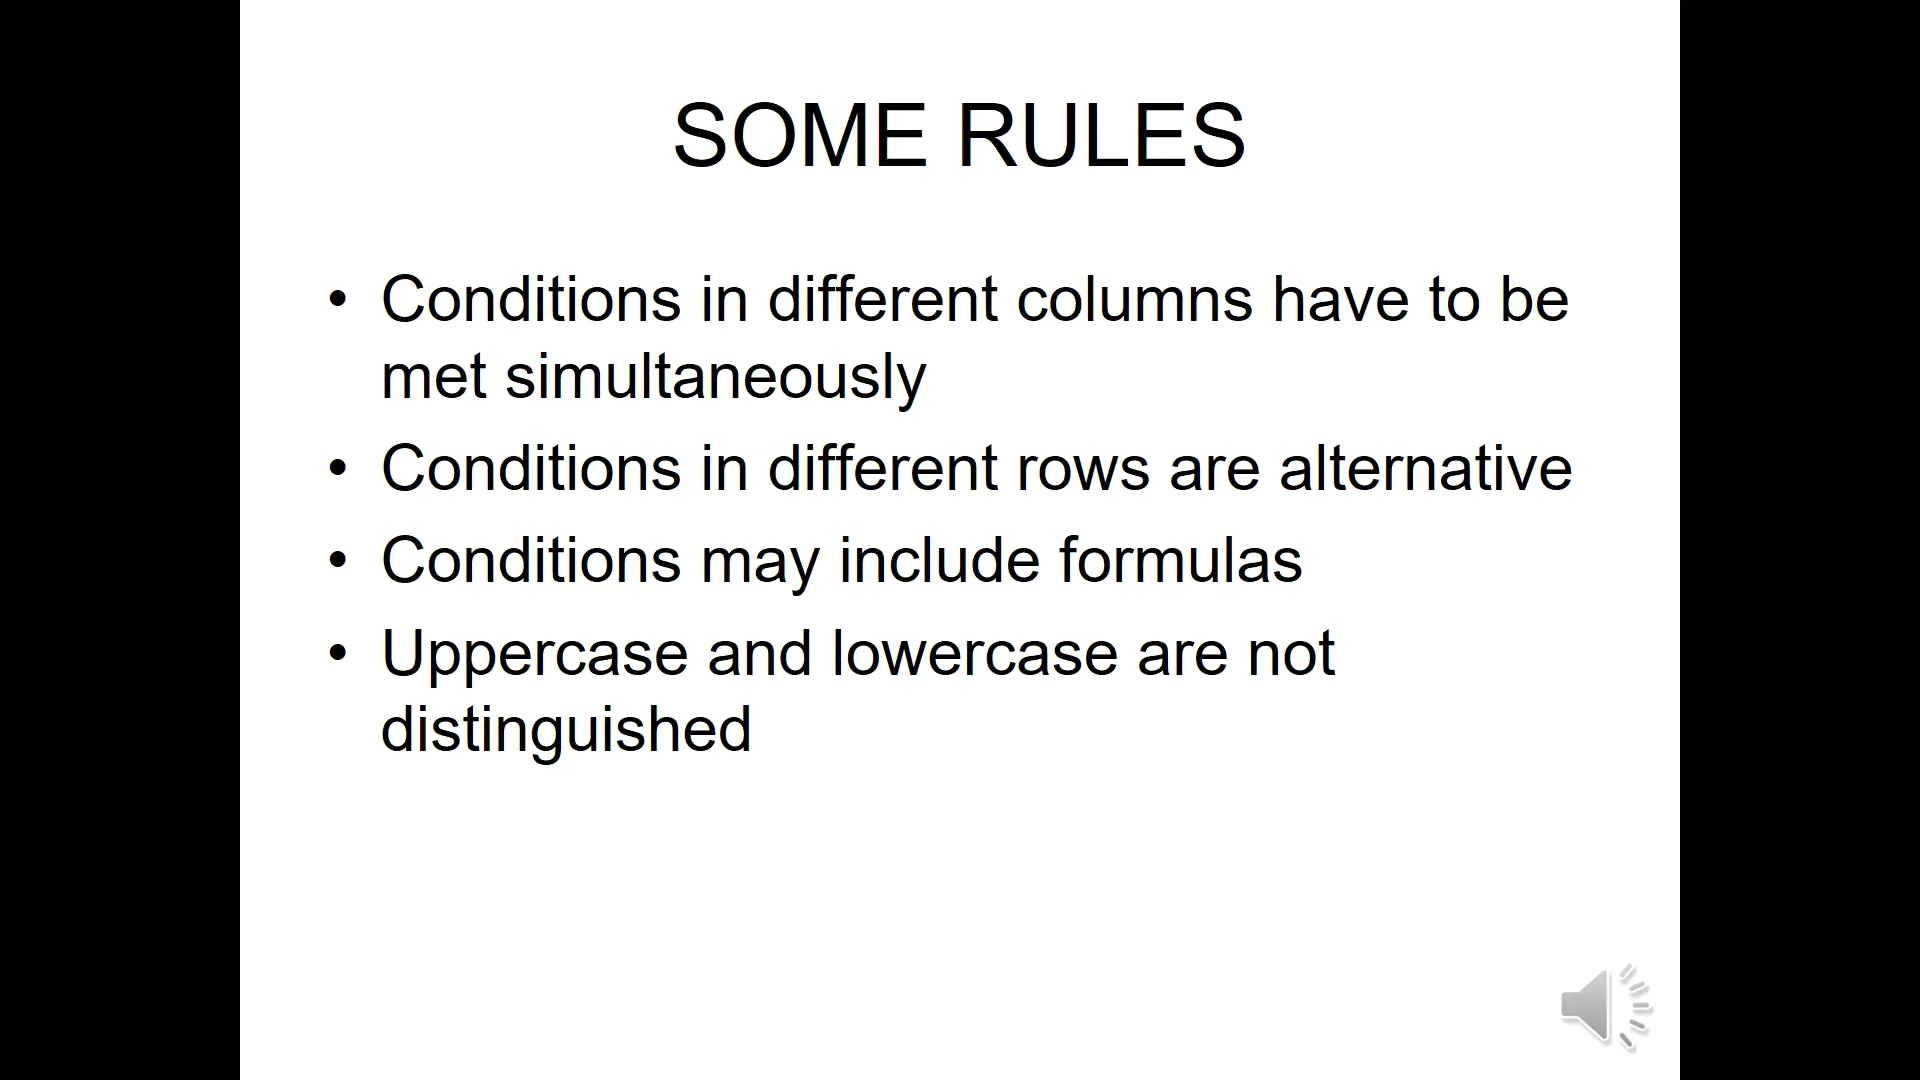 SOME RULES
• Conditions in different columns have to be
met simultaneously
• Conditions in different rows are alternative
• Conditions may include formulas
• Uppercase and lowercase are not
distinguished